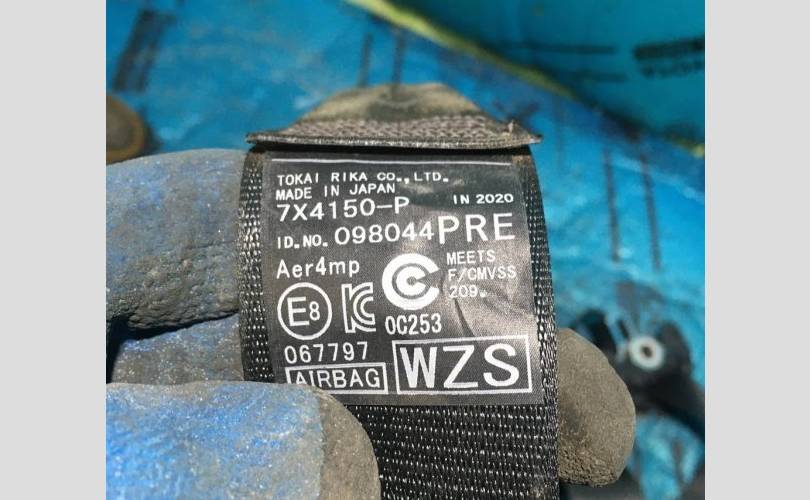 TOKAI RIKA CO.,LTD.
MADE IN JAPAN
7X4150-P IN 2020
ID.NO. 098044PRE
Aer4mp
MEETS
F/CMVSS
209.
E8
0C253
067797
AIRBAG
WZS